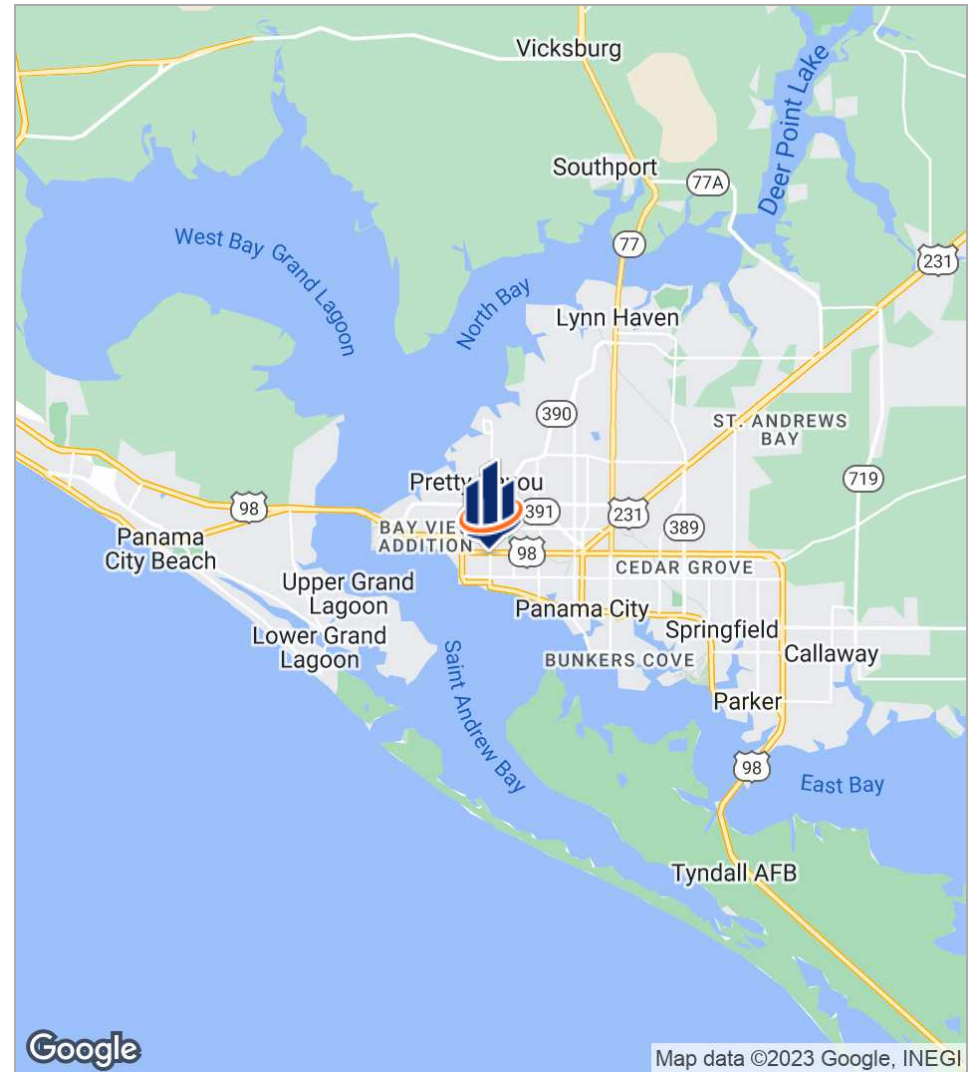 Vicksburg
Deer Point Lake
Southport
77A
77
231
West Bay Grand Lagoon
North Bay
Lynn Haven
390
ST. ANDREWS
BAY
719
98
391
231
389
BAY
ADDITION
98
Panama
City Beach
CEDAR GROVE
Upper Grand
Lagoon
Panama City
Lower Grand
Lagoon
Springfield
BUNKERS COVE
Callaway
Saint Andrew Bay
Parker
98
East Bay
Tyndall AFB
Google
Map data ©2023 Google, INEGI